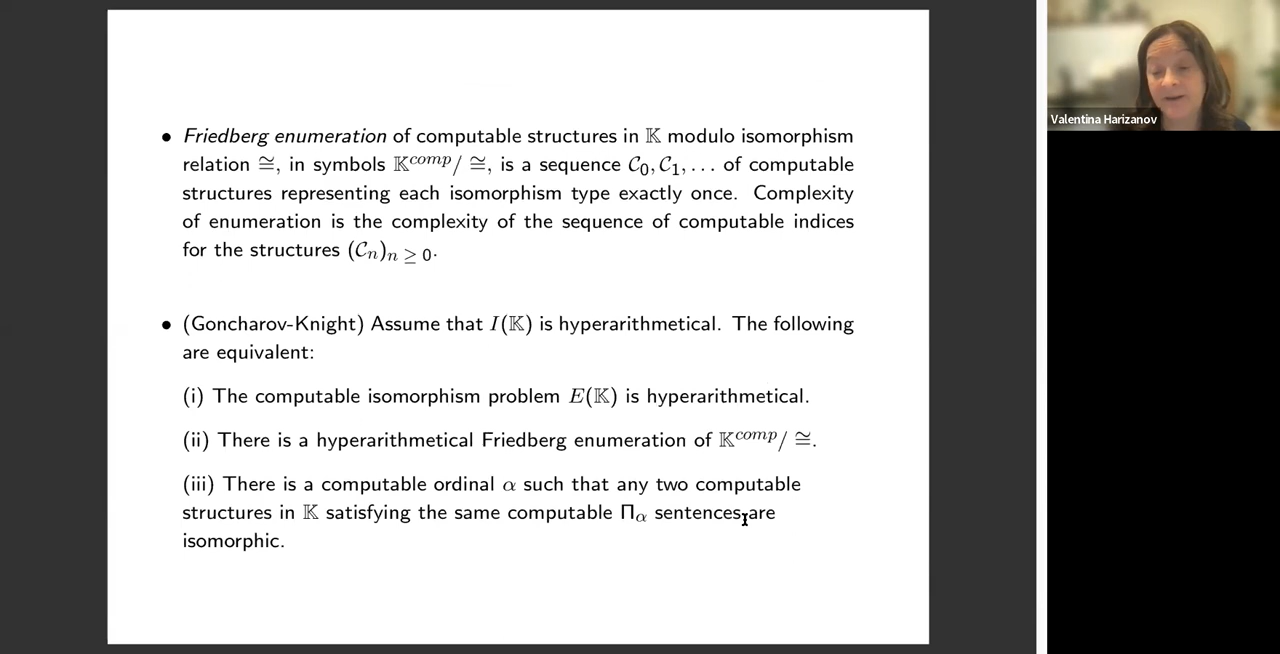 • Friedberg enumeration of computable structures in 𝕂 modulo isomorphism
relation ≅, in symbols 𝕂^comp/ ≅, is a sequence 𝒞₀, 𝒞₁, . . . of computable
structures representing each isomorphism type exactly once. Complexity
of enumeration is the complexity of the sequence of computable indices
for the structures (𝒞ₙ)ₙ ≥ ₀.
• (Goncharov-Knight) Assume that I(𝕂) is hyperarithmetical. The following
are equivalent:
(i) The computable isomorphism problem E(𝕂) is hyperarithmetical.
(ii) There is a hyperarithmetical Friedberg enumeration of 𝕂^comp/ ≅.
(iii) There is a computable ordinal α such that any two computable
structures in 𝕂 satisfying the same computable Π_α sentences are
isomorphic.
Valentina Harizanov